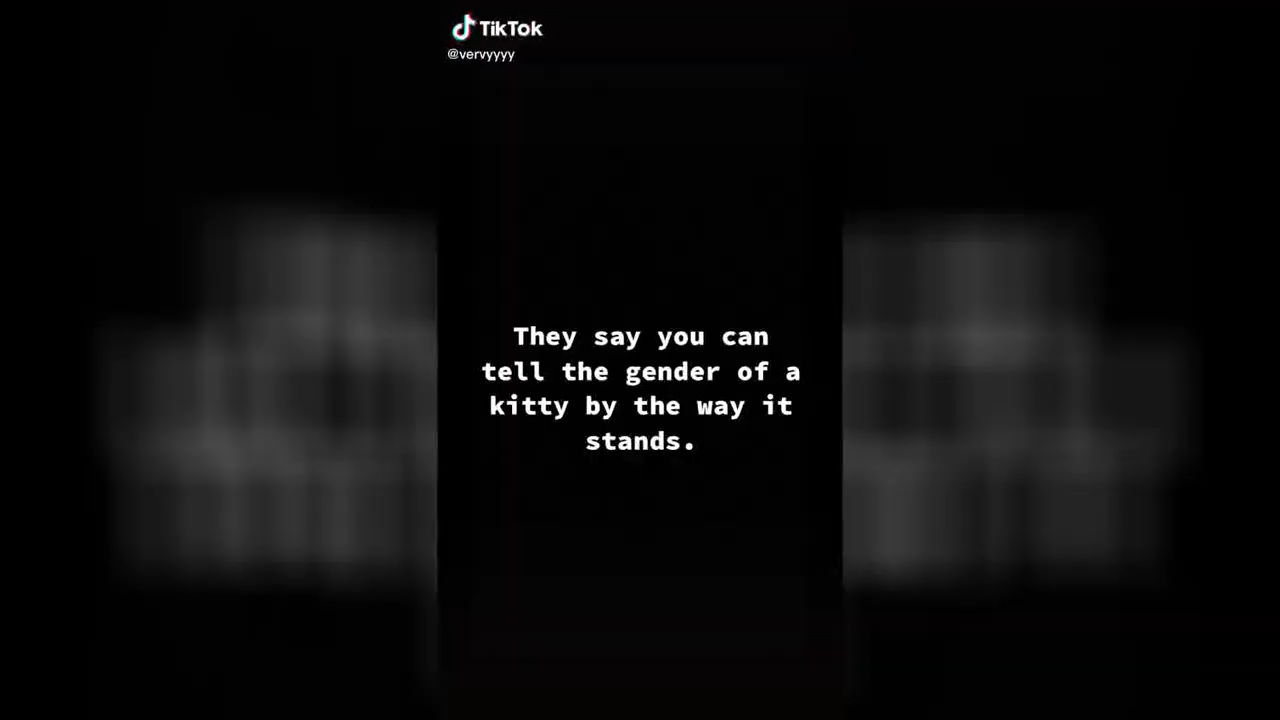 TikTok
@vervyyyy
They say you can
tell the gender of a
kitty by the way it
stands.